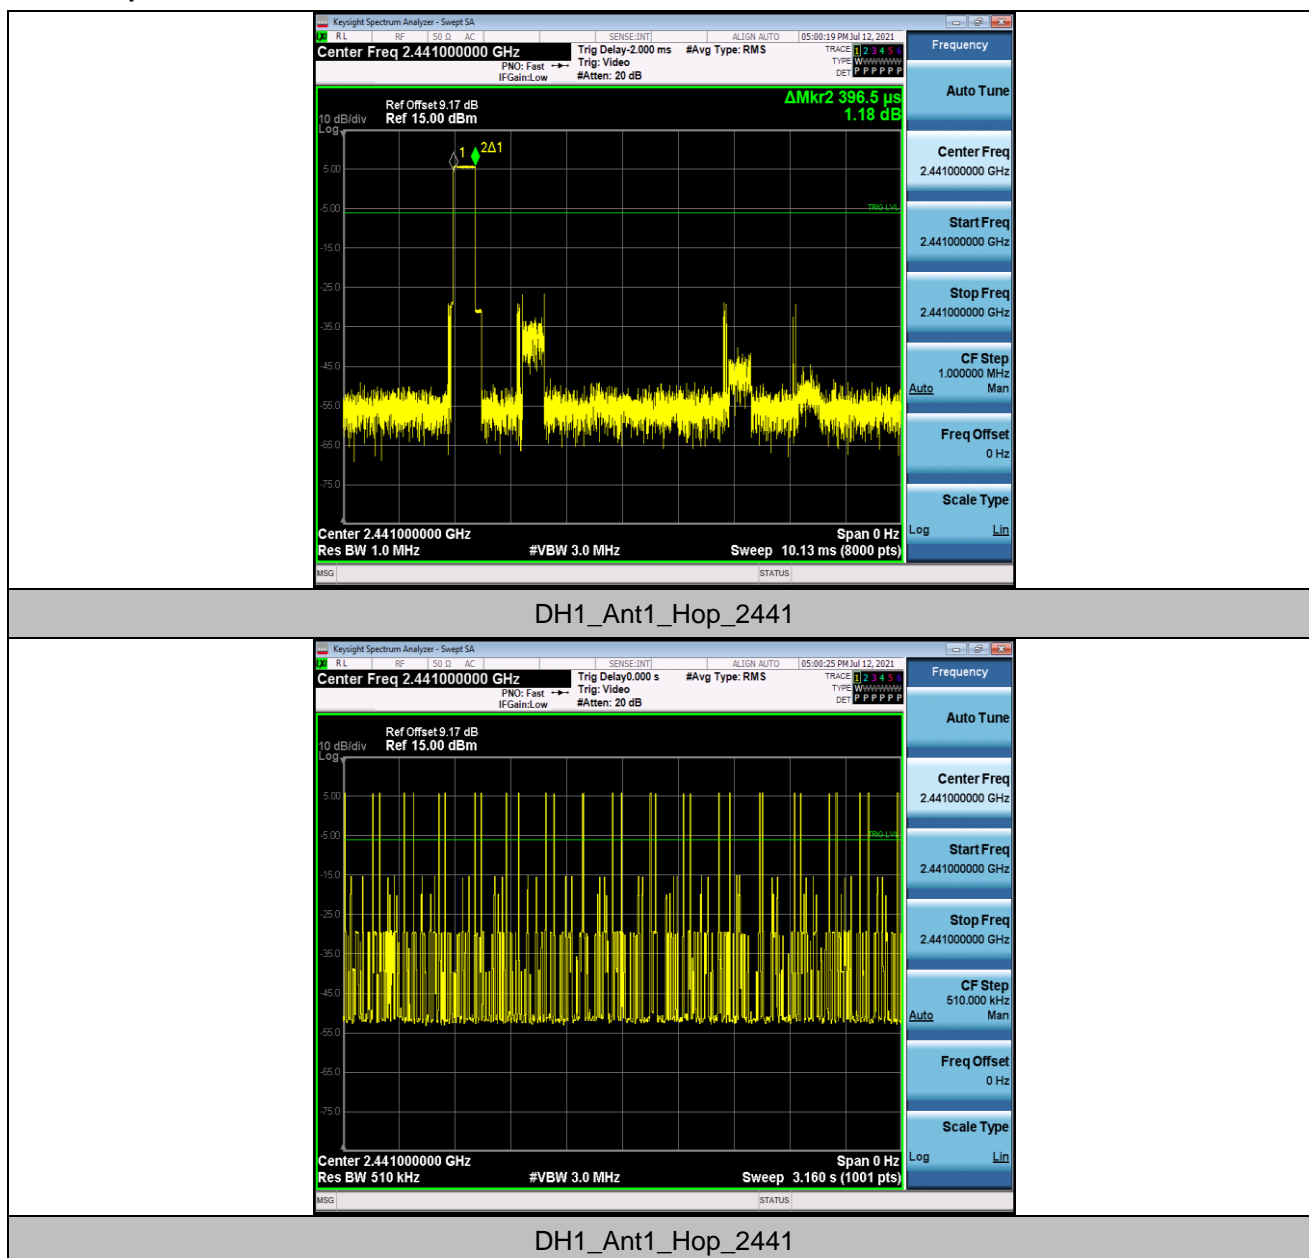 Keysight Spectrum Analyzer - Swept SA
RL RF 50 Ω AC SENSE:INT ALIGN AUTO 05:00:19 PM Jul 12, 2021
Center Freq 2.441000000 GHz
PNO: Fast
IFGain:Low
Trig Delay-2.000 ms
Trig: Video
#Atten: 20 dB
#Avg Type: RMS
TRACE 1 2 3 4 5 6
TYPE WWWWWW
DET P P P P P P
ΔMkr2 396.5 µs
1.18 dB
Ref Offset 9.17 dB
10 dB/div Ref 15.00 dBm
Log
1 2Δ1
5.00
-5.00
TRIG LVL
-15.0
-25.0
-35.0
-45.0
-55.0
-65.0
-75.0
Center 2.441000000 GHz Span 0 Hz
Res BW 1.0 MHz #VBW 3.0 MHz Sweep 10.13 ms (8000 pts)
MSG STATUS
Frequency
Auto Tune
Center Freq
2.441000000 GHz
Start Freq
2.441000000 GHz
Stop Freq
2.441000000 GHz
CF Step
1.000000 MHz
Auto Man
Freq Offset
0 Hz
Scale Type
Log Lin
DH1_Ant1_Hop_2441
Keysight Spectrum Analyzer - Swept SA
RL RF 50 Ω AC SENSE:INT ALIGN AUTO 05:00:25 PM Jul 12, 2021
Center Freq 2.441000000 GHz
PNO: Fast
IFGain:Low
Trig Delay0.000 s
Trig: Video
#Atten: 20 dB
#Avg Type: RMS
TRACE 1 2 3 4 5 6
TYPE WWWWWW
DET P P P P P P
Ref Offset 9.17 dB
10 dB/div Ref 15.00 dBm
Log
5.00
-5.00
TRIG LVL
-15.0
-25.0
-35.0
-45.0
-55.0
-65.0
-75.0
Center 2.441000000 GHz Span 0 Hz
Res BW 510 kHz #VBW 3.0 MHz Sweep 3.160 s (1001 pts)
MSG STATUS
Frequency
Auto Tune
Center Freq
2.441000000 GHz
Start Freq
2.441000000 GHz
Stop Freq
2.441000000 GHz
CF Step
510.000 kHz
Auto Man
Freq Offset
0 Hz
Scale Type
Log Lin
DH1_Ant1_Hop_2441